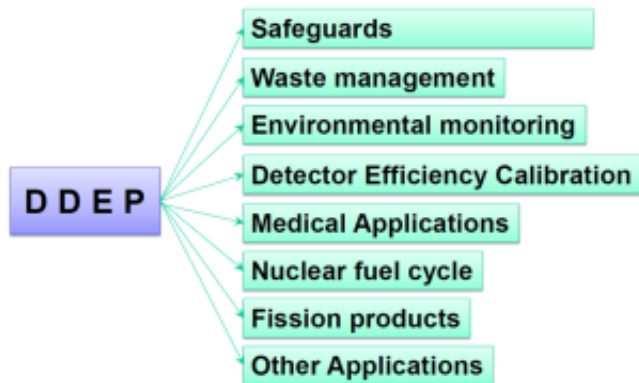 Safeguards
Waste management
Environmental monitoring
D D E P
Detector Efficiency Calibration
Medical Applications
Nuclear fuel cycle
Fission products
Other Applications